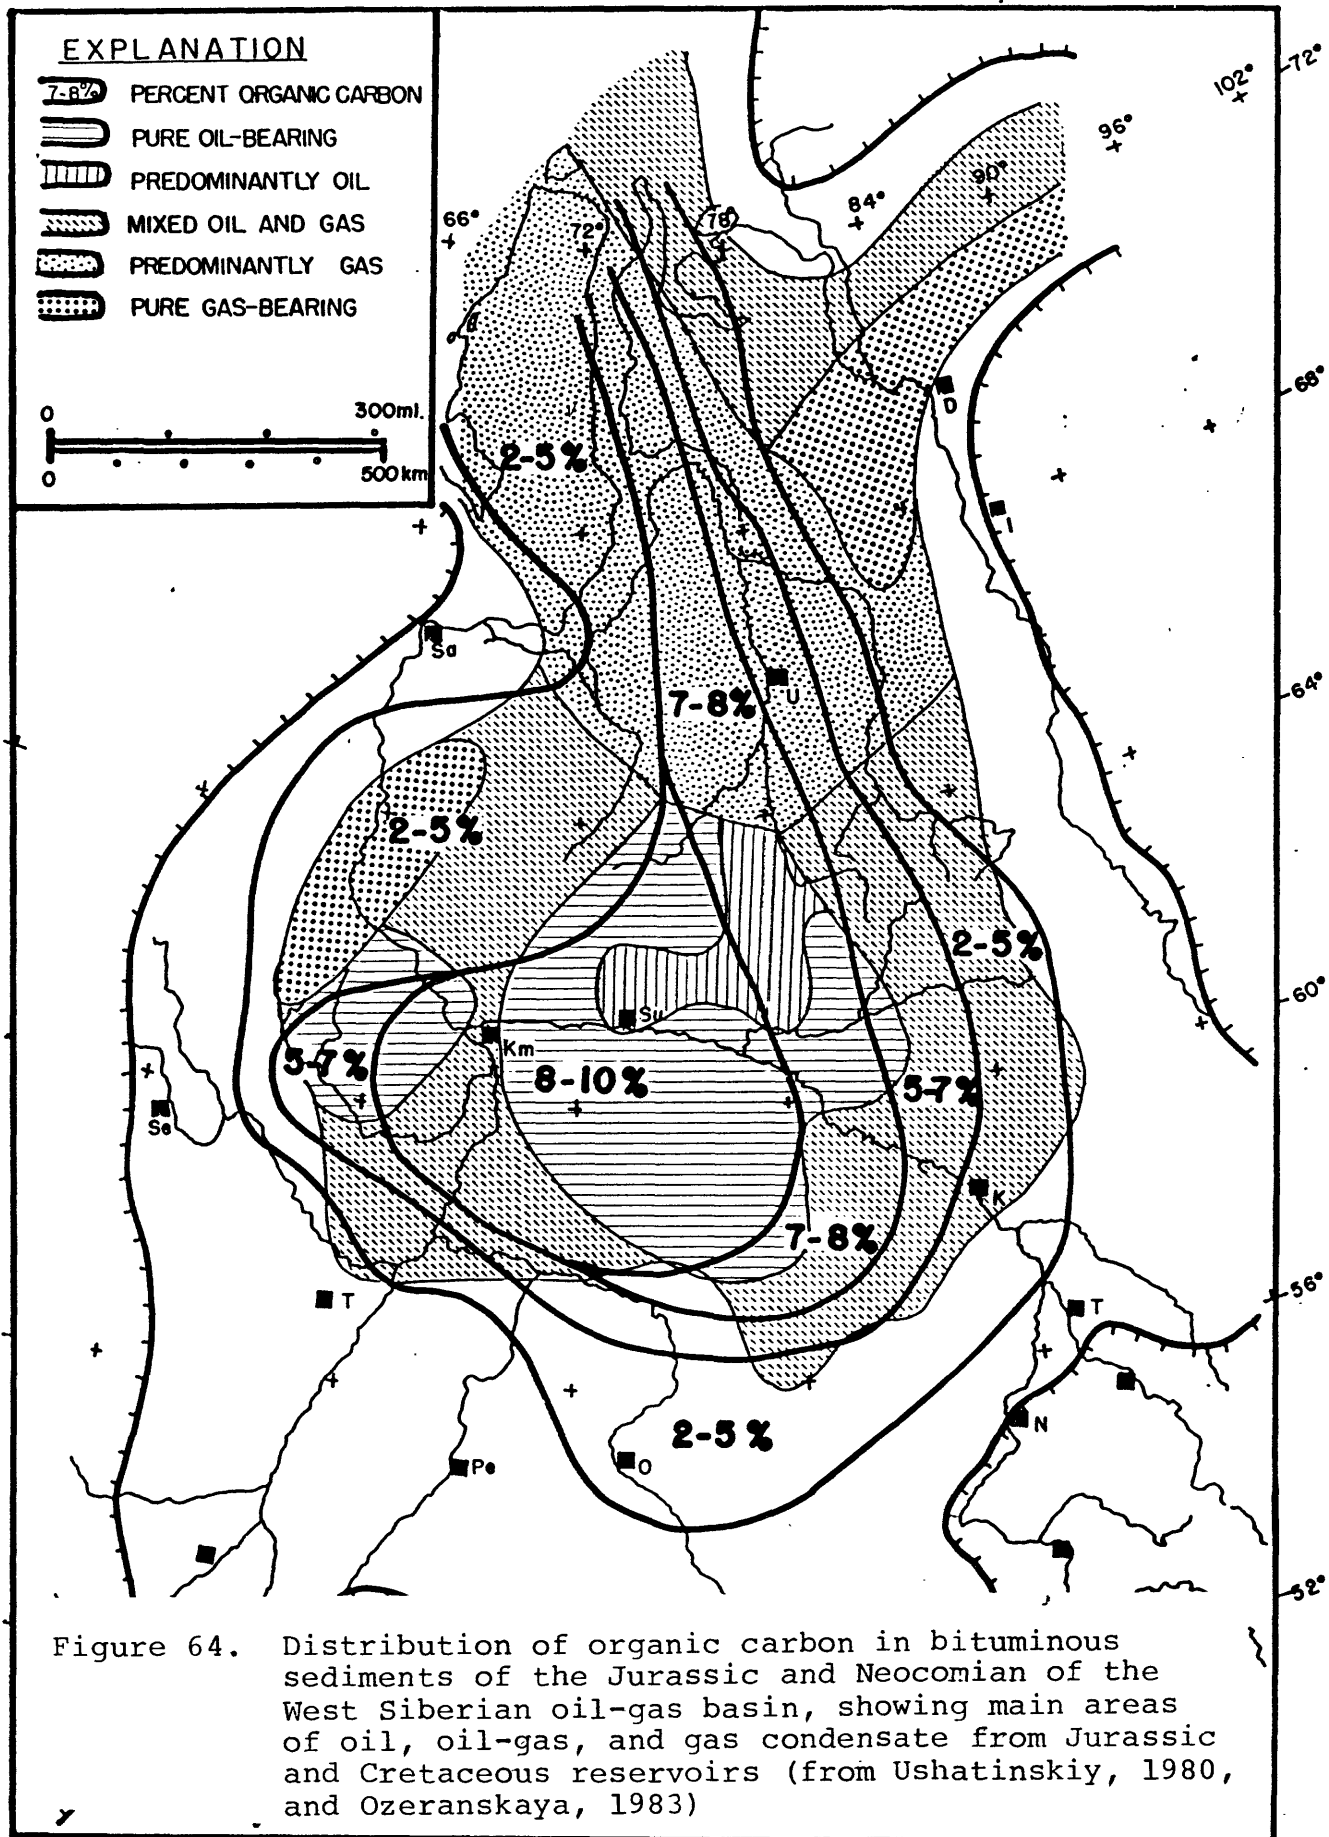 EXPLANATION
7-8% PERCENT ORGANIC CARBON
PURE OIL-BEARING
PREDOMINANTLY OIL
MIXED OIL AND GAS
PREDOMINANTLY GAS
PURE GAS-BEARING
0 300mi.
0 500km
72°
102°
96°
90°
84°
66°
72°
78°
68°
D
2-5%
I
Sa
64°
7-8%
U
2-5%
2-5%
60°
Su
Km
5-7%
8-10%
5-7%
Se
K
7-8%
56°
T
T
2-5%
N
Pe
O
52°
Figure 64. Distribution of organic carbon in bituminous
sediments of the Jurassic and Neocomian of the
West Siberian oil-gas basin, showing main areas
of oil, oil-gas, and gas condensate from Jurassic
and Cretaceous reservoirs (from Ushatinskiy, 1980,
and Ozeranskaya, 1983)